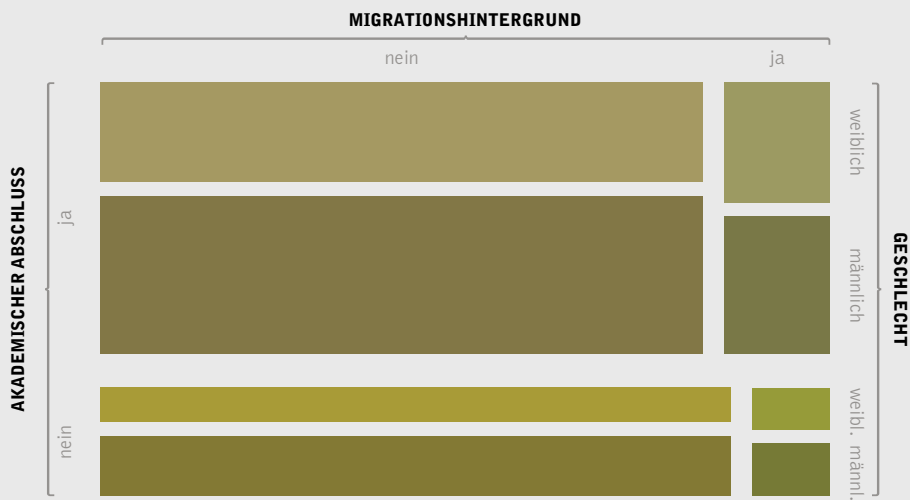 MIGRATIONSHINTERGRUND
nein
ja
AKADEMISCHER ABSCHLUSS
ja
nein
weiblich
männlich
weibl.
männl.
GESCHLECHT